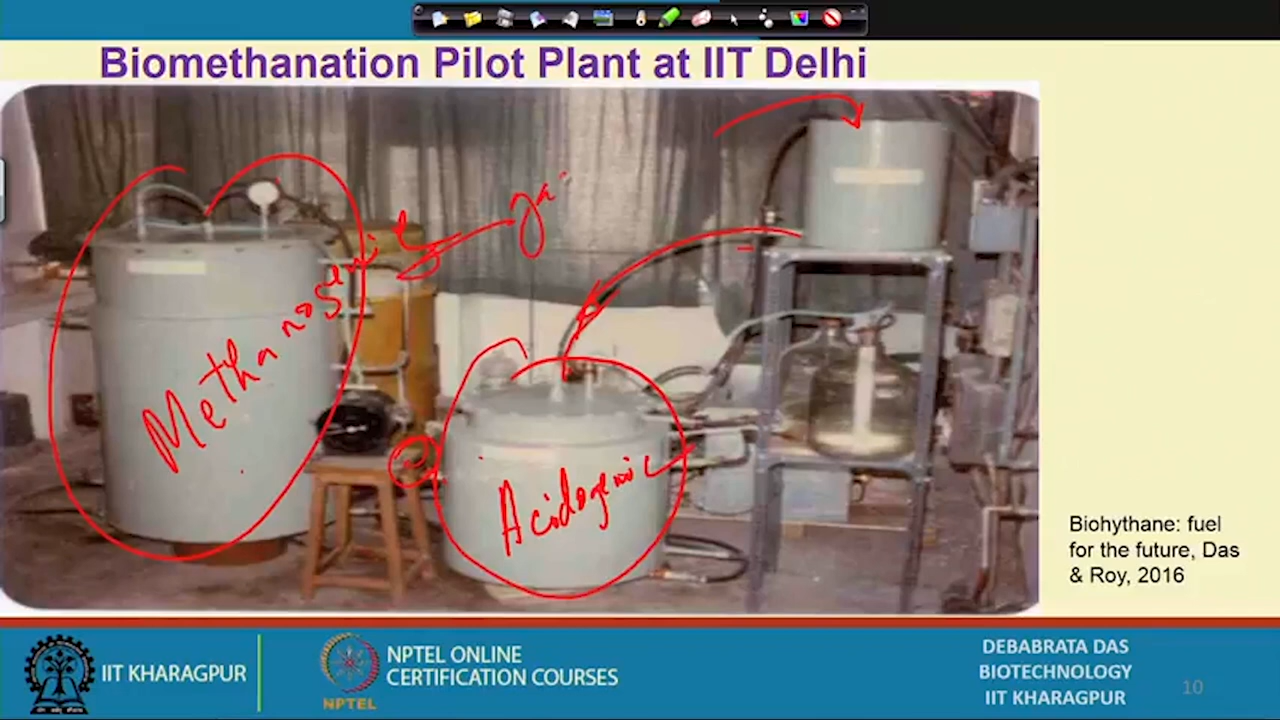 Biomethanation Pilot Plant at IIT Delhi
Methanogenic
Acidogenic
Biohythane: fuel
for the future, Das
& Roy, 2016
IIT KHARAGPUR
NPTEL
NPTEL ONLINE
CERTIFICATION COURSES
DEBABRATA DAS
BIOTECHNOLOGY
IIT KHARAGPUR
10